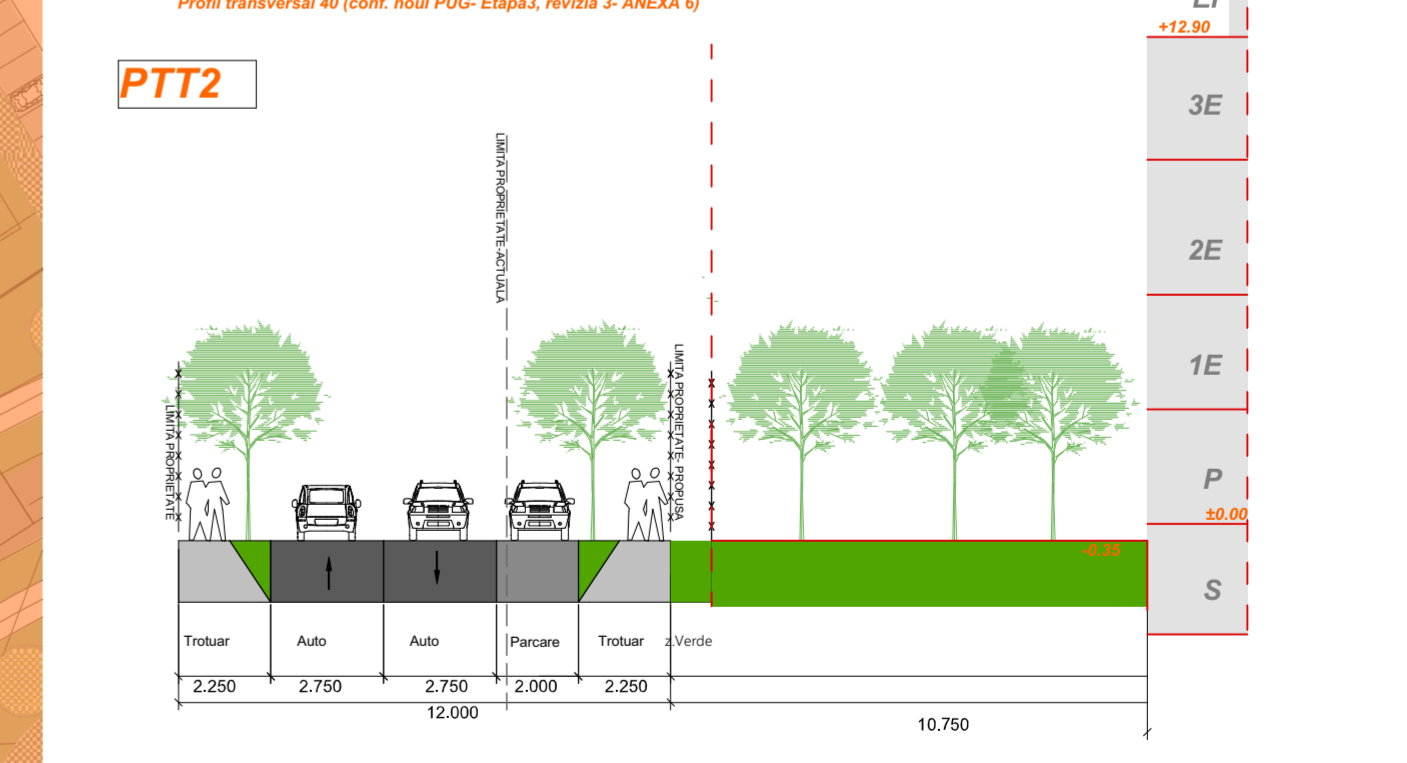 Profil transversal 40 (conf. noul PUG- Etapa3, revizia 3- ANEXA 6)
+12.90
PTT2
3E
LIMITA PROPRIETATE-ACTUALA
2E
1E
LIMITA PROPRIETATE
LIMITA PROPRIETATE- PROPUSA
P
±0.00
-0.35
S
Trotuar Auto Auto Parcare Trotuar z.Verde
2.250 2.750 2.750 2.000 2.250
12.000
10.750